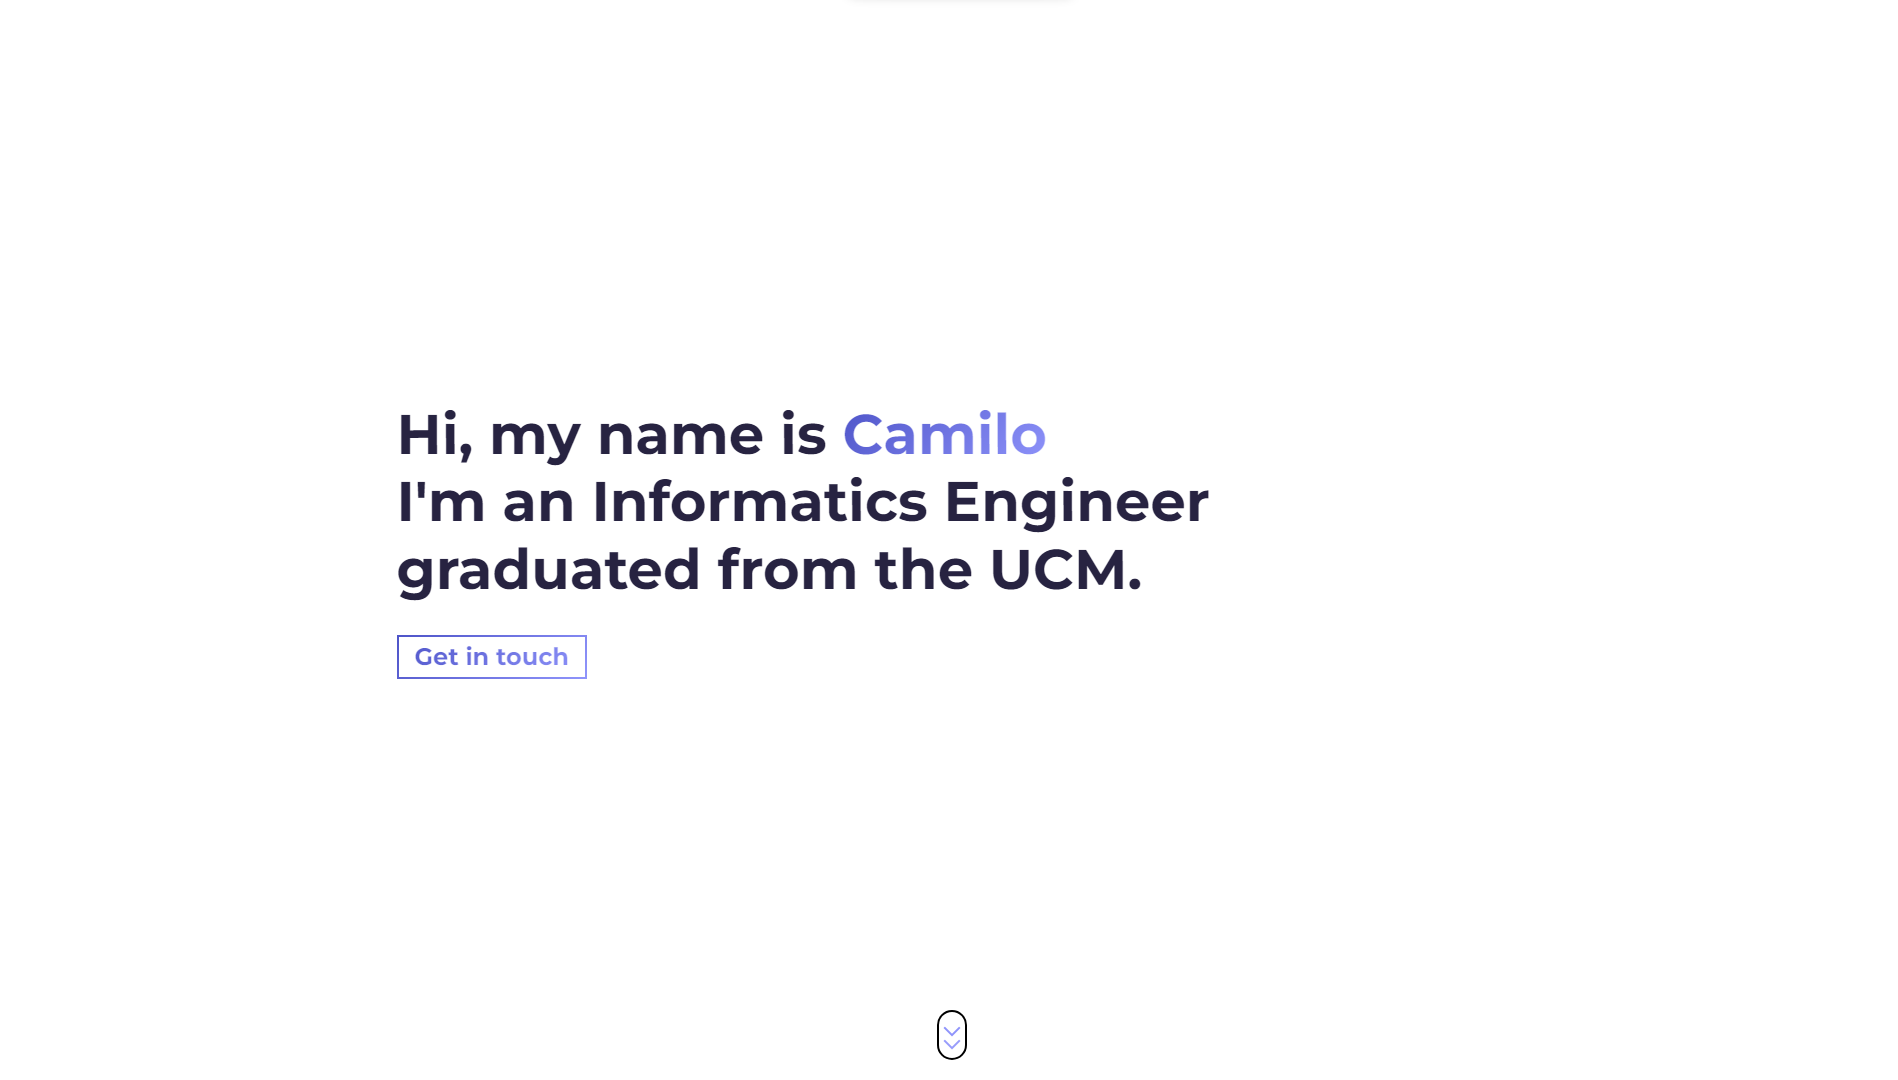 Hi, my name is Camilo
I'm an Informatics Engineer
graduated from the UCM.
Get in touch